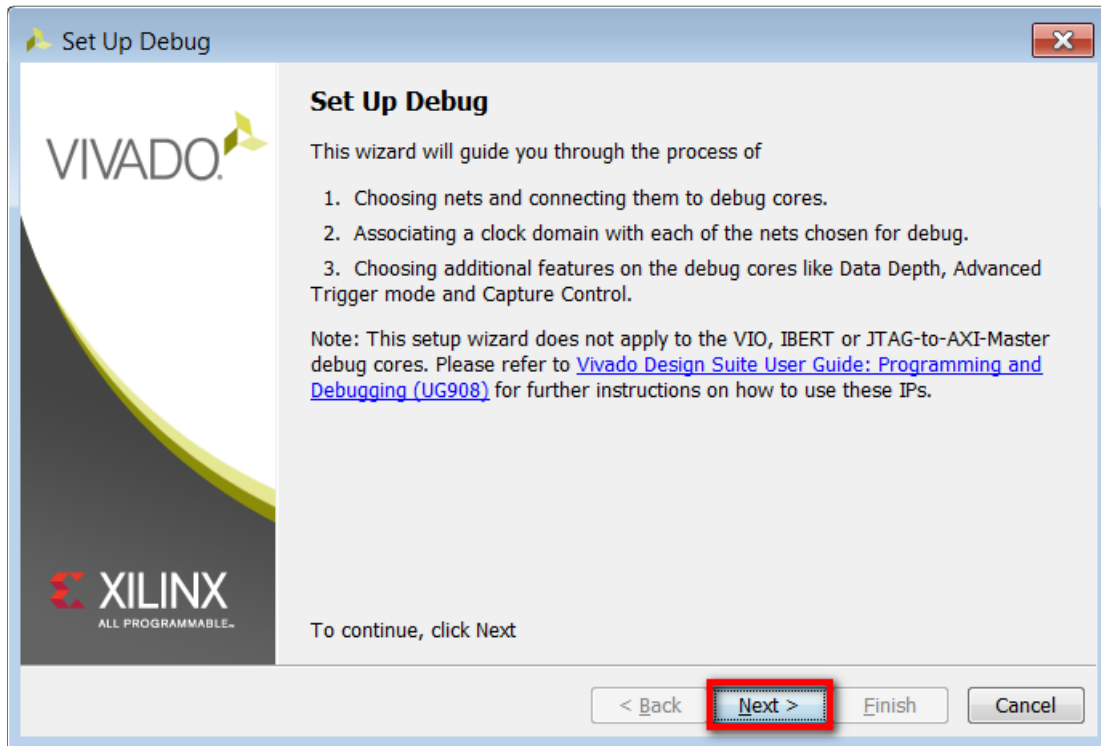 Set Up Debug
VIVADO.
Set Up Debug
This wizard will guide you through the process of
1. Choosing nets and connecting them to debug cores.
2. Associating a clock domain with each of the nets chosen for debug.
3. Choosing additional features on the debug cores like Data Depth, Advanced
Trigger mode and Capture Control.
Note: This setup wizard does not apply to the VIO, IBERT or JTAG-to-AXI-Master
debug cores. Please refer to Vivado Design Suite User Guide: Programming and
Debugging (UG908) for further instructions on how to use these IPs.
XILINX
ALL PROGRAMMABLE™
To continue, click Next
< Back Next > Finish Cancel